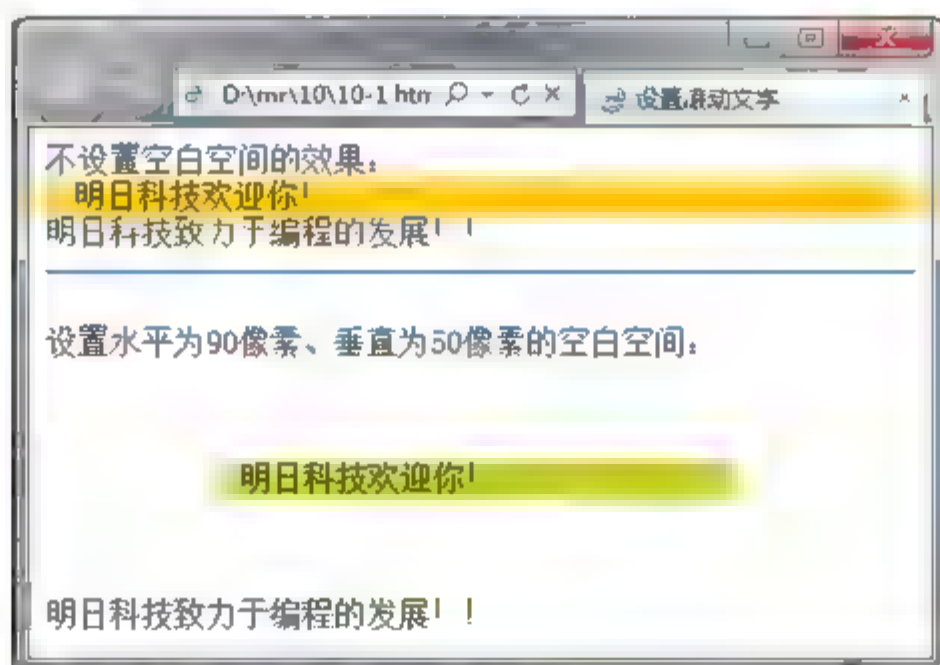 D:\mr\10\10-1 htm
设置滚动文字
不设置空白空间的效果:
明日科技欢迎你!
明日科技致力于编程的发展!!
设置水平为90像素、垂直为50像素的空白空间:
明日科技欢迎你!
明日科技致力于编程的发展!!